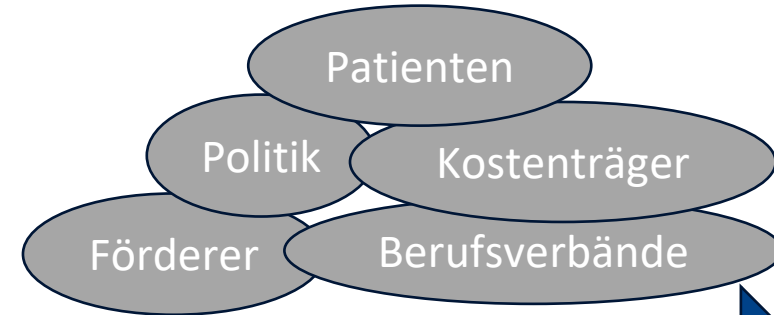 Patienten
Politik
Kostenträger
Förderer
Berufsverbände